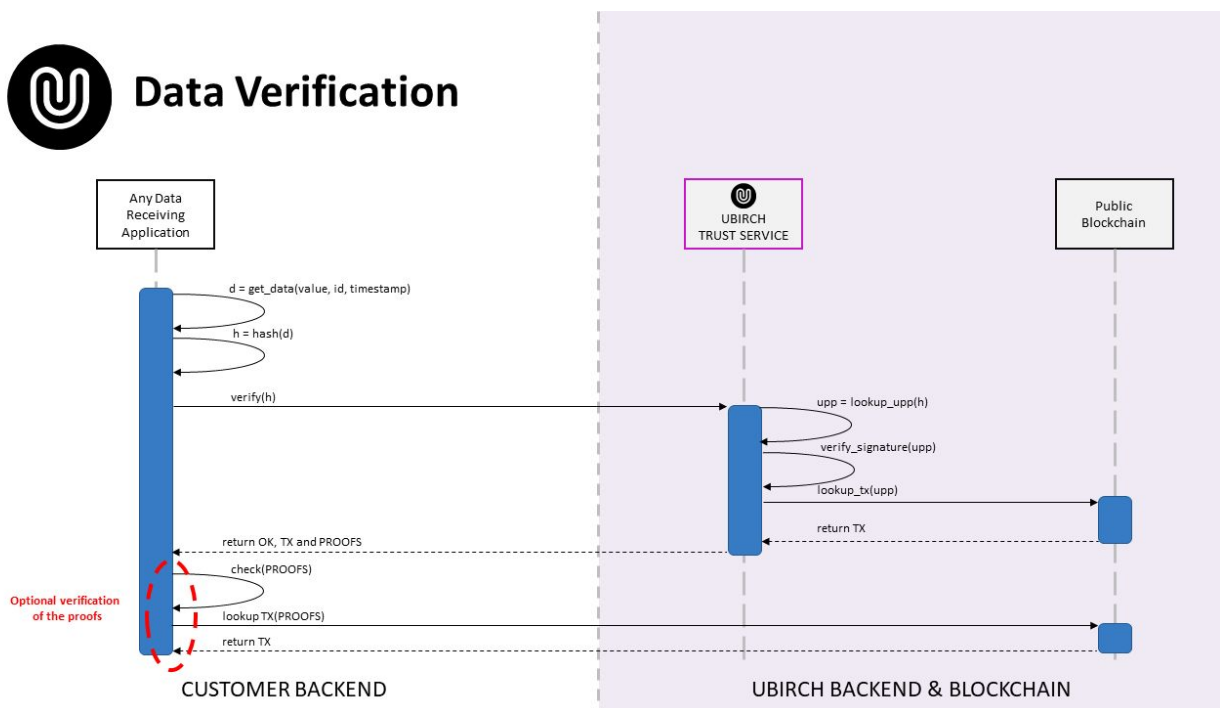 Data Verification
Any Data
Receiving
Application
UBIRCH
TRUST SERVICE
Public
Blockchain
d = get_data(value, id, timestamp)
h = hash(d)
verify(h)
upp = lookup_upp(h)
verify_signature(upp)
lookup_tx(upp)
return TX
return OK, TX and PROOFS
check(PROOFS)
Optional verification
of the proofs
lookup TX(PROOFS)
return TX
CUSTOMER BACKEND
UBIRCH BACKEND & BLOCKCHAIN